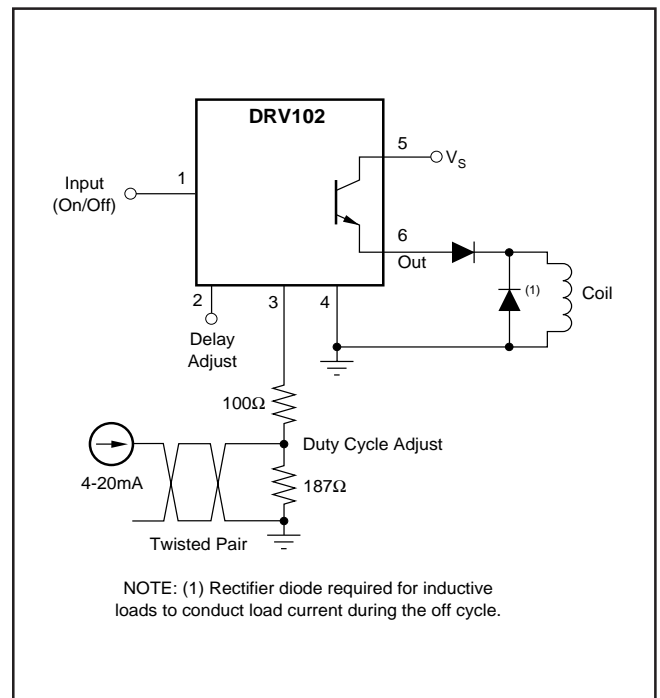 DRV102
5
V_S
1
Input
(On/Off)
6
Out
(1)
Coil
2
3
4
Delay
Adjust
100Ω
Duty Cycle Adjust
4-20mA
187Ω
Twisted Pair
NOTE: (1) Rectifier diode required for inductive
loads to conduct load current during the off cycle.